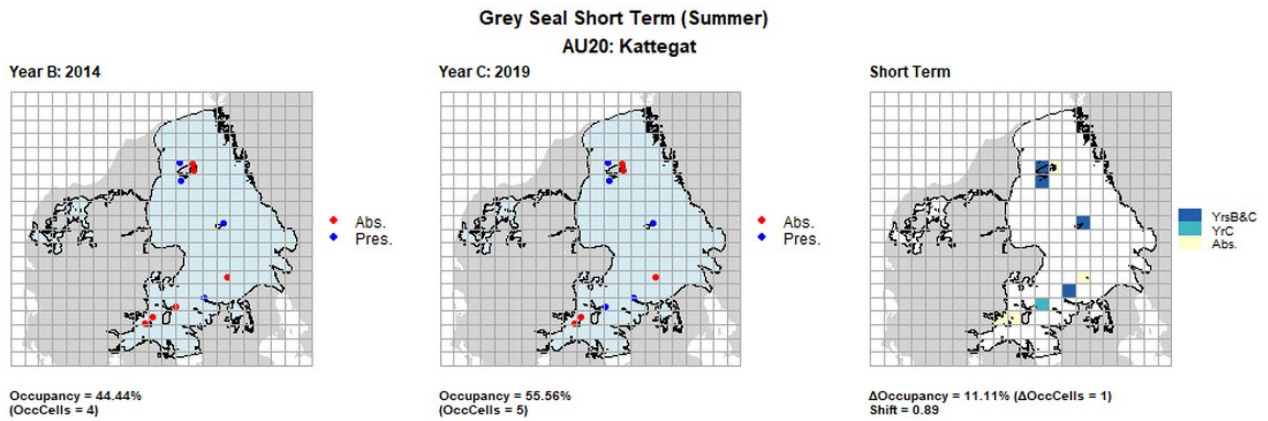 Grey Seal Short Term (Summer)
AU20: Kattegat
Year B: 2014
Abs.
Pres.
Occupancy = 44.44%
(OccCells = 4)
Year C: 2019
Abs.
Pres.
Occupancy = 55.56%
(OccCells = 5)
Short Term
YrsB&C
YrC
Abs.
ΔOccupancy = 11.11% (ΔOccCells = 1)
Shift = 0.89